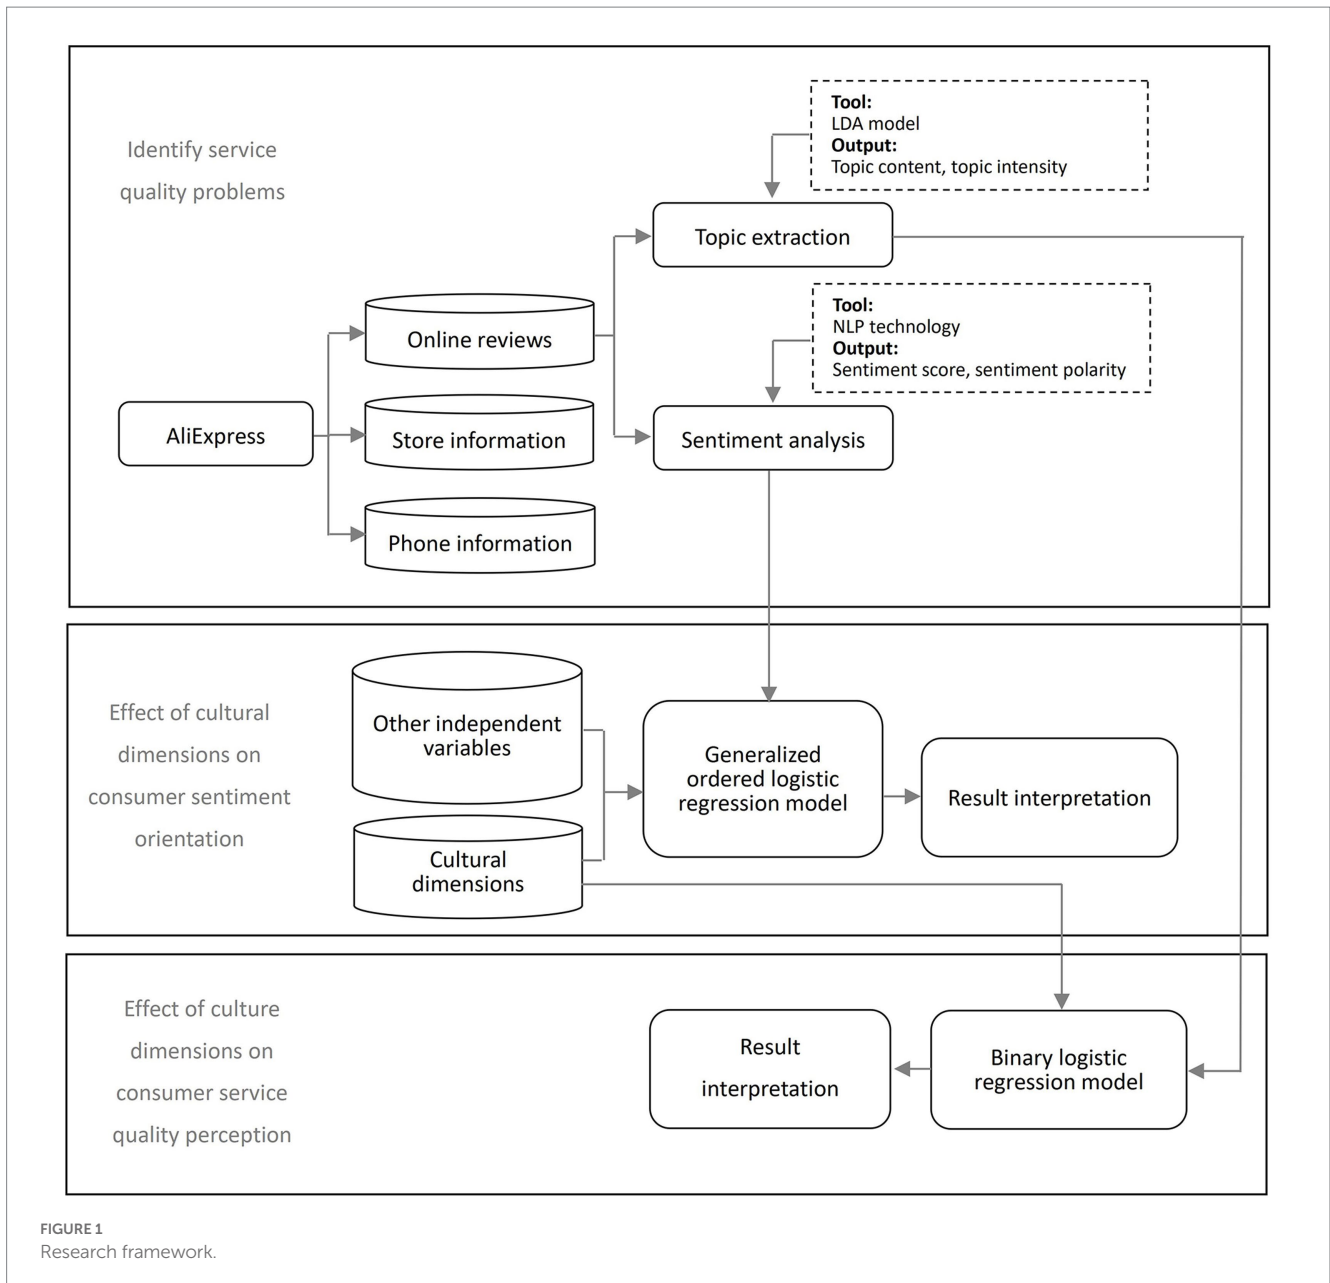 Identify service
quality problems
Tool:
LDA model
Output:
Topic content, topic intensity
Topic extraction
Tool:
NLP technology
Output:
Sentiment score, sentiment polarity
Online reviews
AliExpress
Store information
Sentiment analysis
Phone information
Effect of cultural
dimensions on
consumer sentiment
orientation
Other independent
variables
Cultural
dimensions
Generalized
ordered logistic
regression model
Result interpretation
Effect of culture
dimensions on
consumer service
quality perception
Result
interpretation
Binary logistic
regression model
FIGURE 1
Research framework.